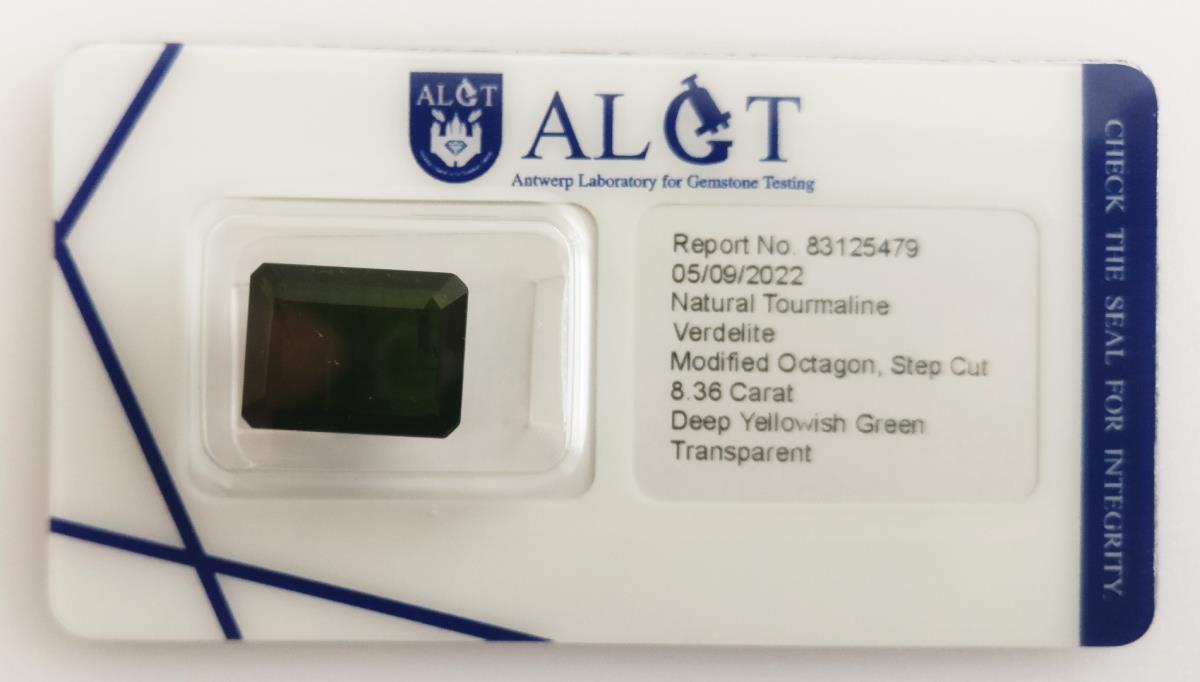 ALGT
ALGT
Antwerp Laboratory for Gemstone Testing
Report No. 83125479
05/09/2022
Natural Tourmaline
Verdelite
Modified Octagon, Step Cut
8.36 Carat
Deep Yellowish Green
Transparent
CHECK THE SEAL FOR INTEGRITY.